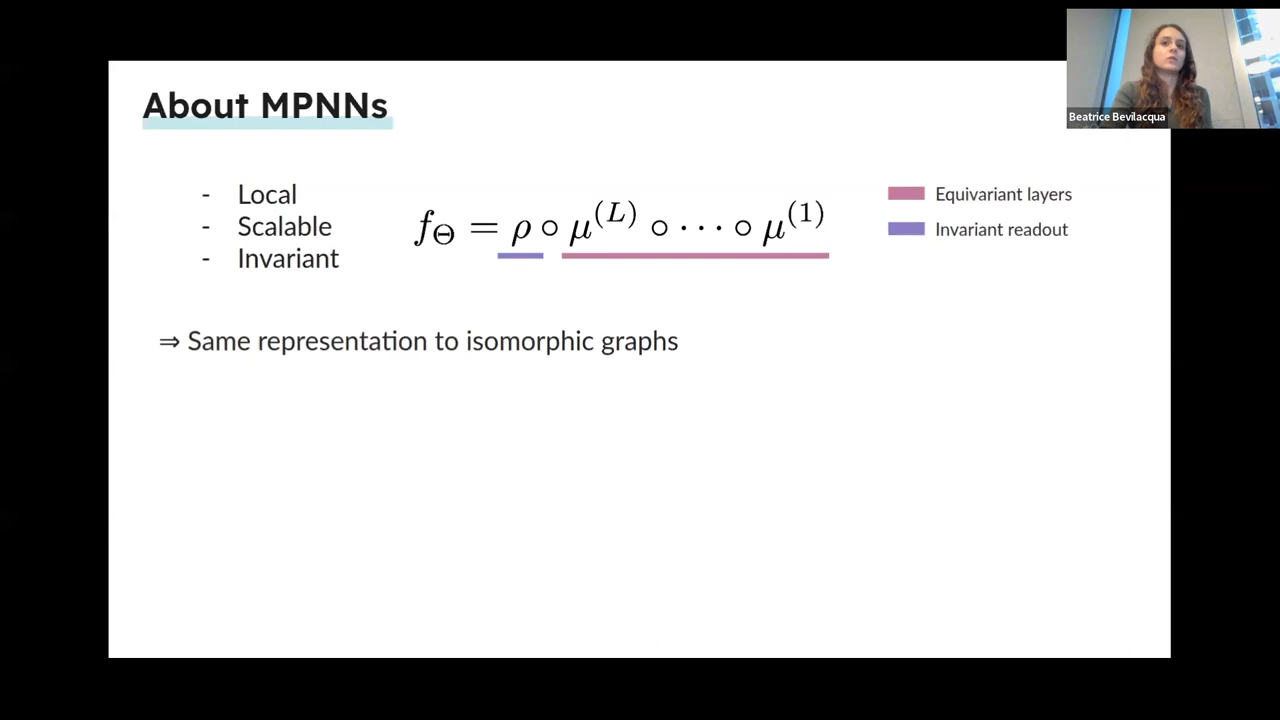 About MPNNs
Beatrice Bevilacqua
- Local
- Scalable
- Invariant
f_Θ = ρ ∘ μ^(L) ∘ ⋯ ∘ μ^(1)
Equivariant layers
Invariant readout
⇒ Same representation to isomorphic graphs